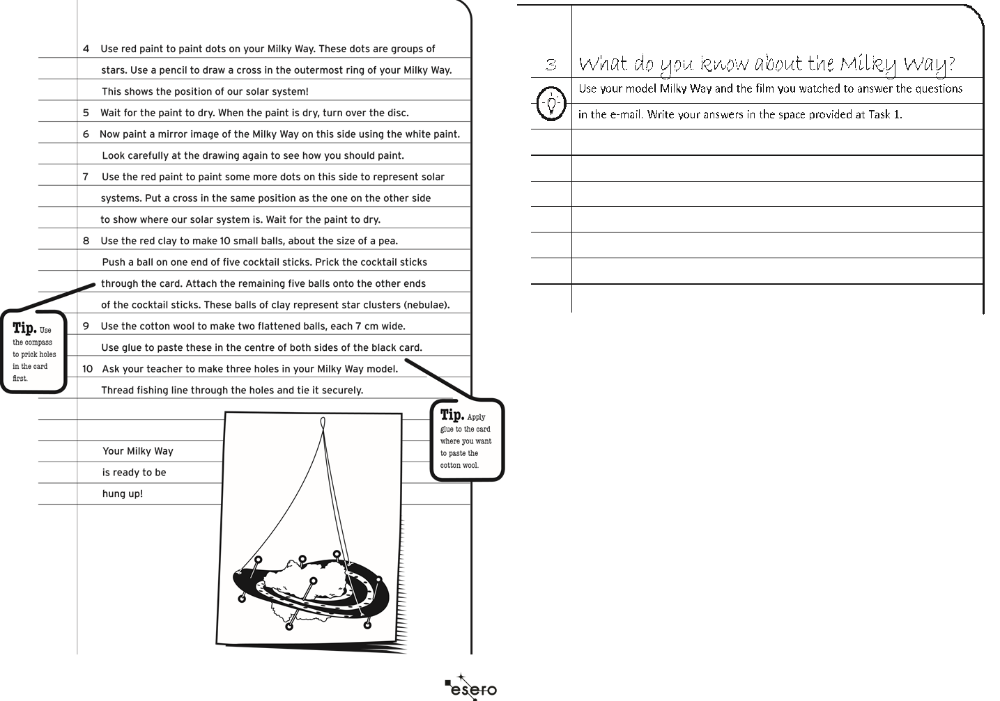 4 Use red paint to paint dots on your Milky Way. These dots are groups of
stars. Use a pencil to draw a cross in the outermost ring of your Milky Way.
This shows the position of our solar system!
5 Wait for the paint to dry. When the paint is dry, turn over the disc.
6 Now paint a mirror image of the Milky Way on this side using the white paint.
Look carefully at the drawing again to see how you should paint.
7 Use the red paint to paint some more dots on this side to represent solar
systems. Put a cross in the same position as the one on the other side
to show where our solar system is. Wait for the paint to dry.
8 Use the red clay to make 10 small balls, about the size of a pea.
Push a ball on one end of five cocktail sticks. Prick the cocktail sticks
through the card. Attach the remaining five balls onto the other ends
of the cocktail sticks. These balls of clay represent star clusters (nebulae).
9 Use the cotton wool to make two flattened balls, each 7 cm wide.
Use glue to paste these in the centre of both sides of the black card.
10 Ask your teacher to make three holes in your Milky Way model.
Thread fishing line through the holes and tie it securely.
Tip. Use
the compass
to prick holes
in the card
first.
Tip. Apply
glue to the card
where you want
to paste the
cotton wool.
Your Milky Way
is ready to be
hung up!
esero
3 What do you know about the Milky Way?
Use your model Milky Way and the film you watched to answer the questions
in the e-mail. Write your answers in the space provided at Task 1.